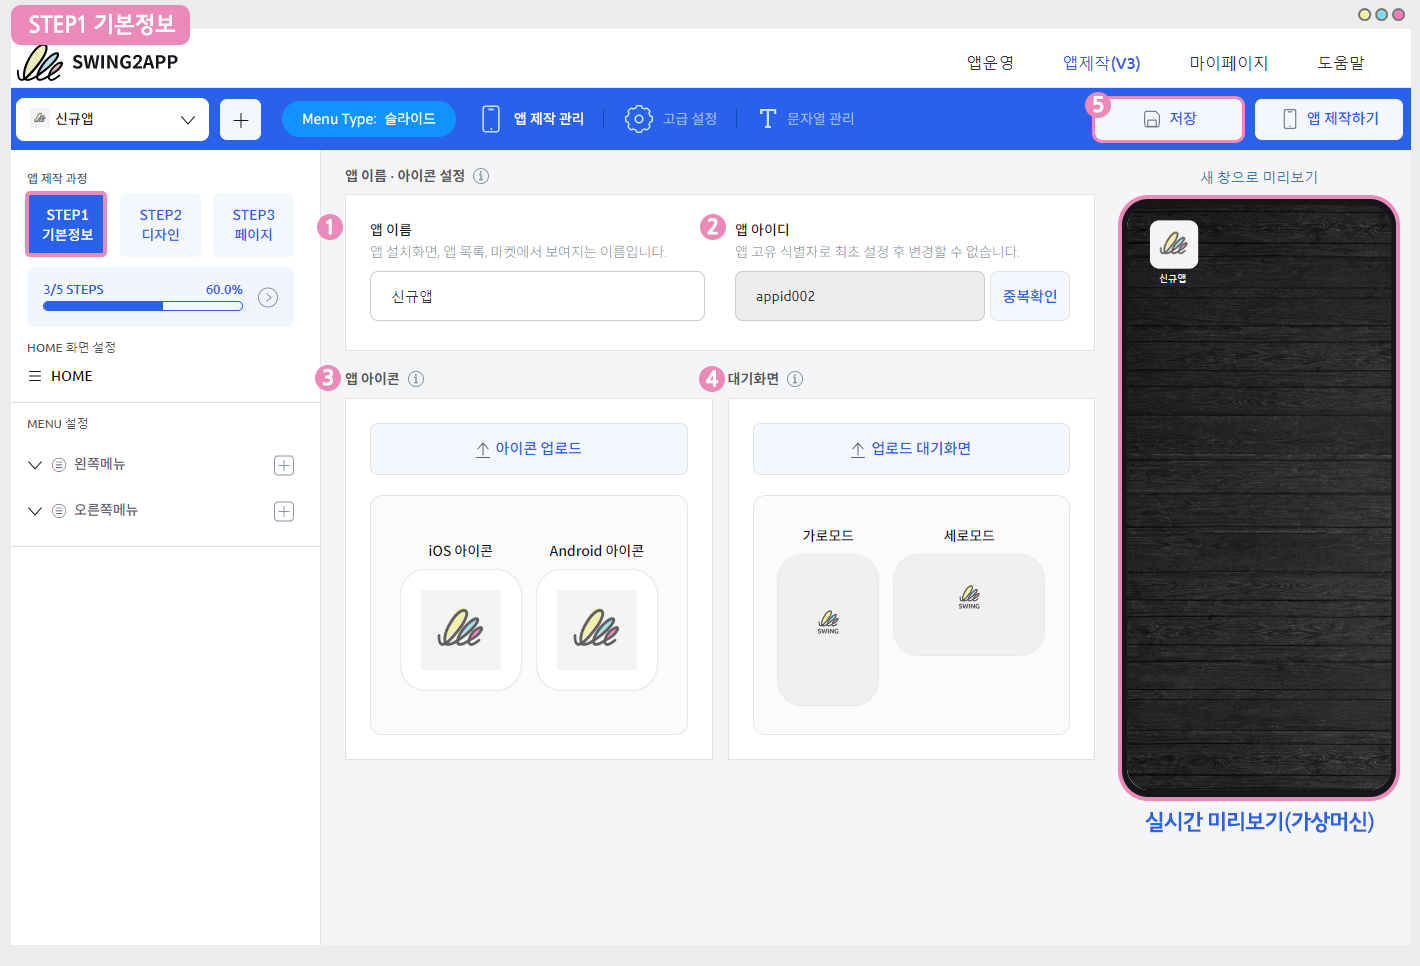 STEP1 기본정보
SWING2APP
앱운영
앱제작(V3)
마이페이지
도움말
신규앱
Menu Type: 슬라이드
앱 제작 관리
고급 설정
문자열 관리
5
저장
앱 제작하기
앱 제작 과정
STEP1
기본정보
STEP2
디자인
STEP3
페이지
3/5 STEPS
60.0%
HOME 화면 설정
HOME
MENU 설정
왼쪽메뉴
오른쪽메뉴
앱 이름 · 아이콘 설정
1
앱 이름
앱 설치화면, 앱 목록, 마켓에서 보여지는 이름입니다.
신규앱
2
앱 아이디
앱 고유 식별자로 최초 설정 후 변경할 수 없습니다.
appid002
중복확인
3
앱 아이콘
아이콘 업로드
iOS 아이콘
Android 아이콘
4
대기화면
업로드 대기화면
가로모드
세로모드
SWING
SWING
새 창으로 미리보기
신규앱
실시간 미리보기(가상머신)